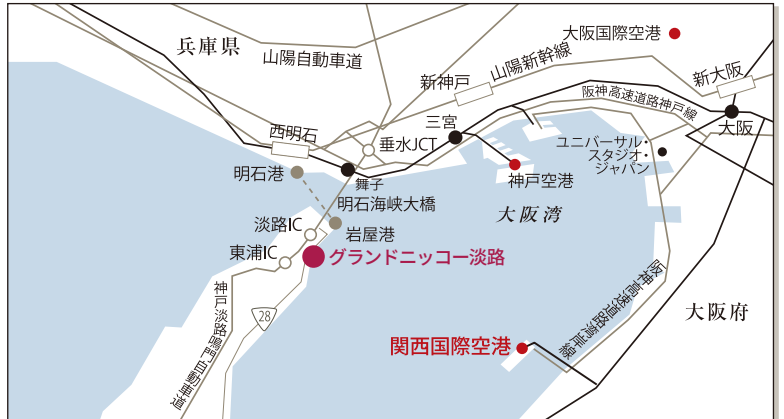 大阪国際空港
兵庫県
山陽自動車道
山陽新幹線
新神戸
新大阪
阪神高速道路神戸線
大阪
三宮
西明石
垂水JCT
ユニバーサル・
スタジオ・
ジャパン
明石港
舞子
神戸空港
明石海峡大橋
大阪湾
淡路IC
岩屋港
東浦IC
グランドニッコー淡路
阪神高速道路湾岸線
神戸淡路鳴門自動車道
28
大阪府
関西国際空港